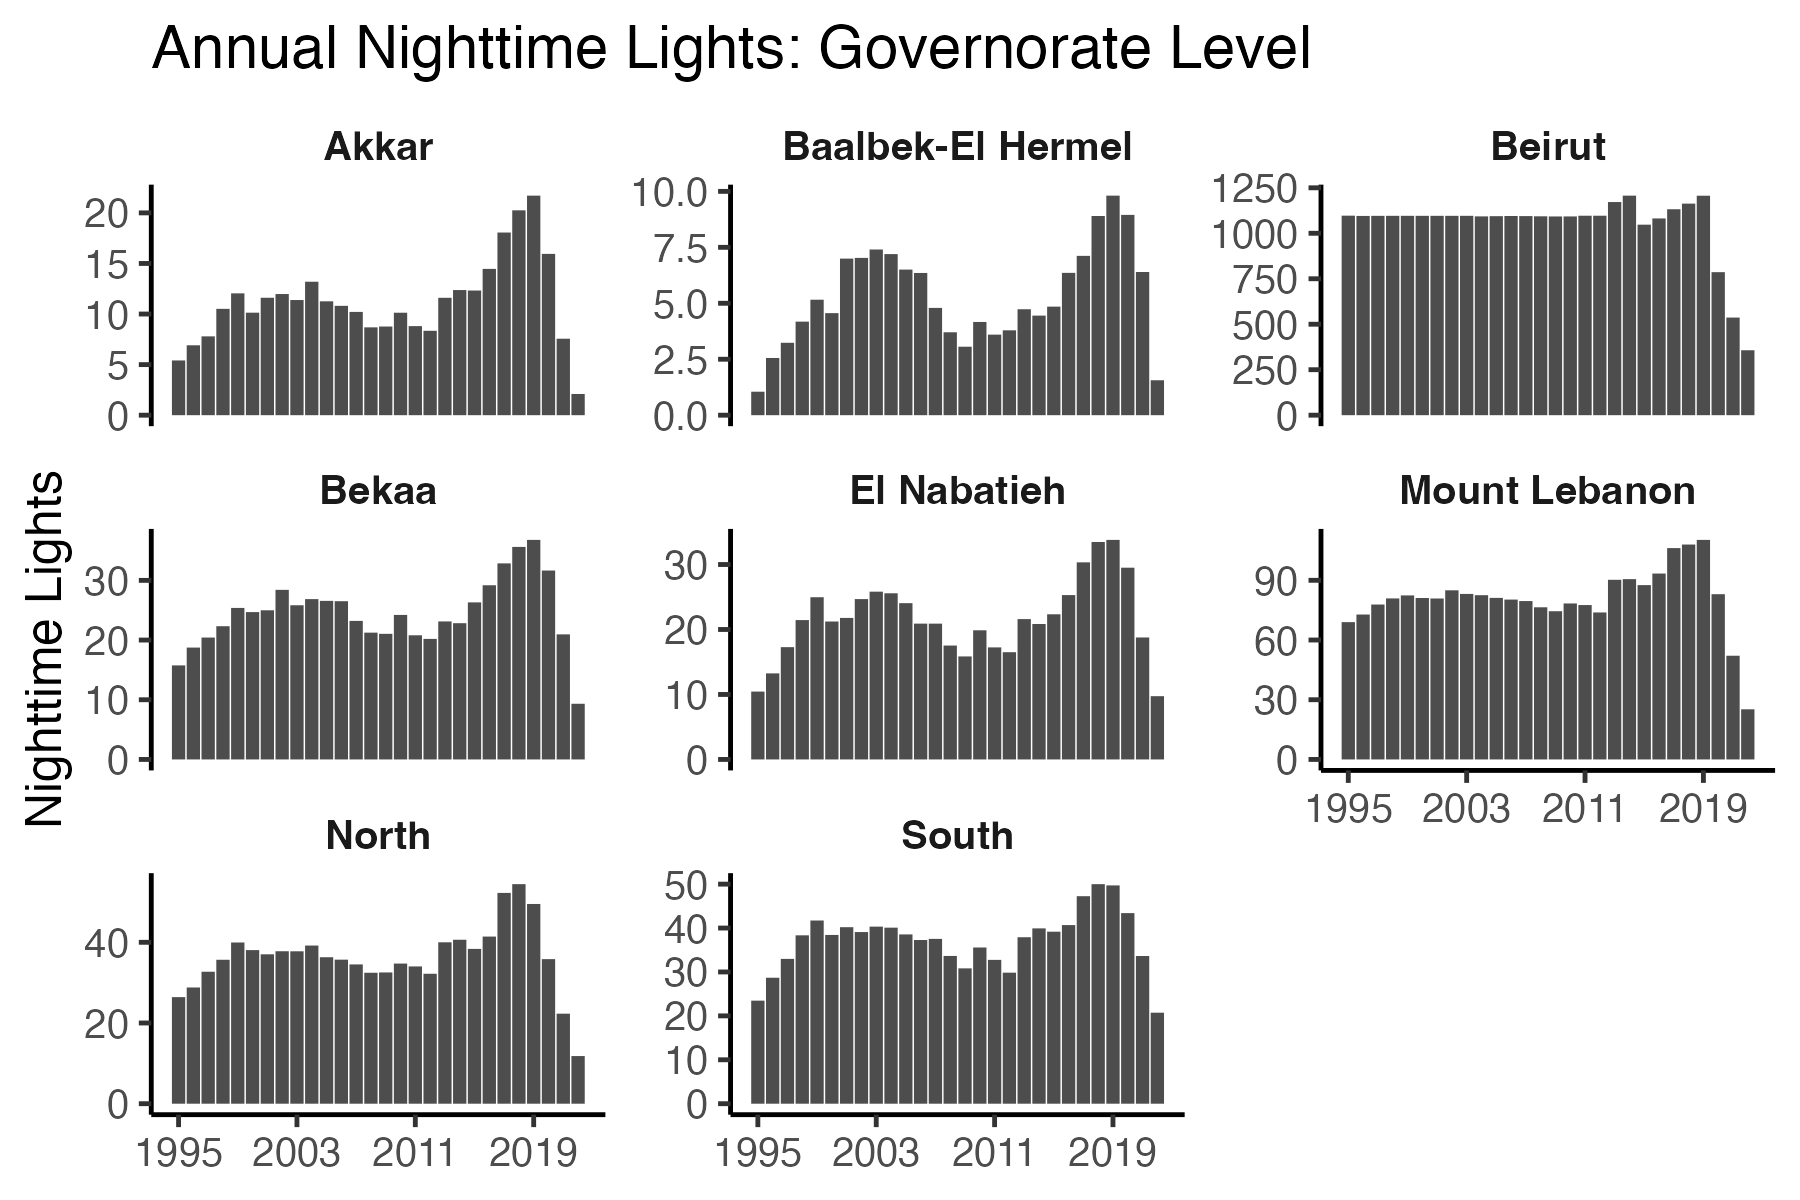 Annual Nighttime Lights: Governorate Level
Nighttime Lights
Akkar
20
15
10
5
0
Baalbek-El Hermel
10.0
7.5
5.0
2.5
0.0
Beirut
1250
1000
750
500
250
0
Bekaa
30
20
10
0
El Nabatieh
30
20
10
0
Mount Lebanon
90
60
30
0
1995 2003 2011 2019
North
40
20
0
1995 2003 2011 2019
South
50
40
30
20
10
0
1995 2003 2011 2019